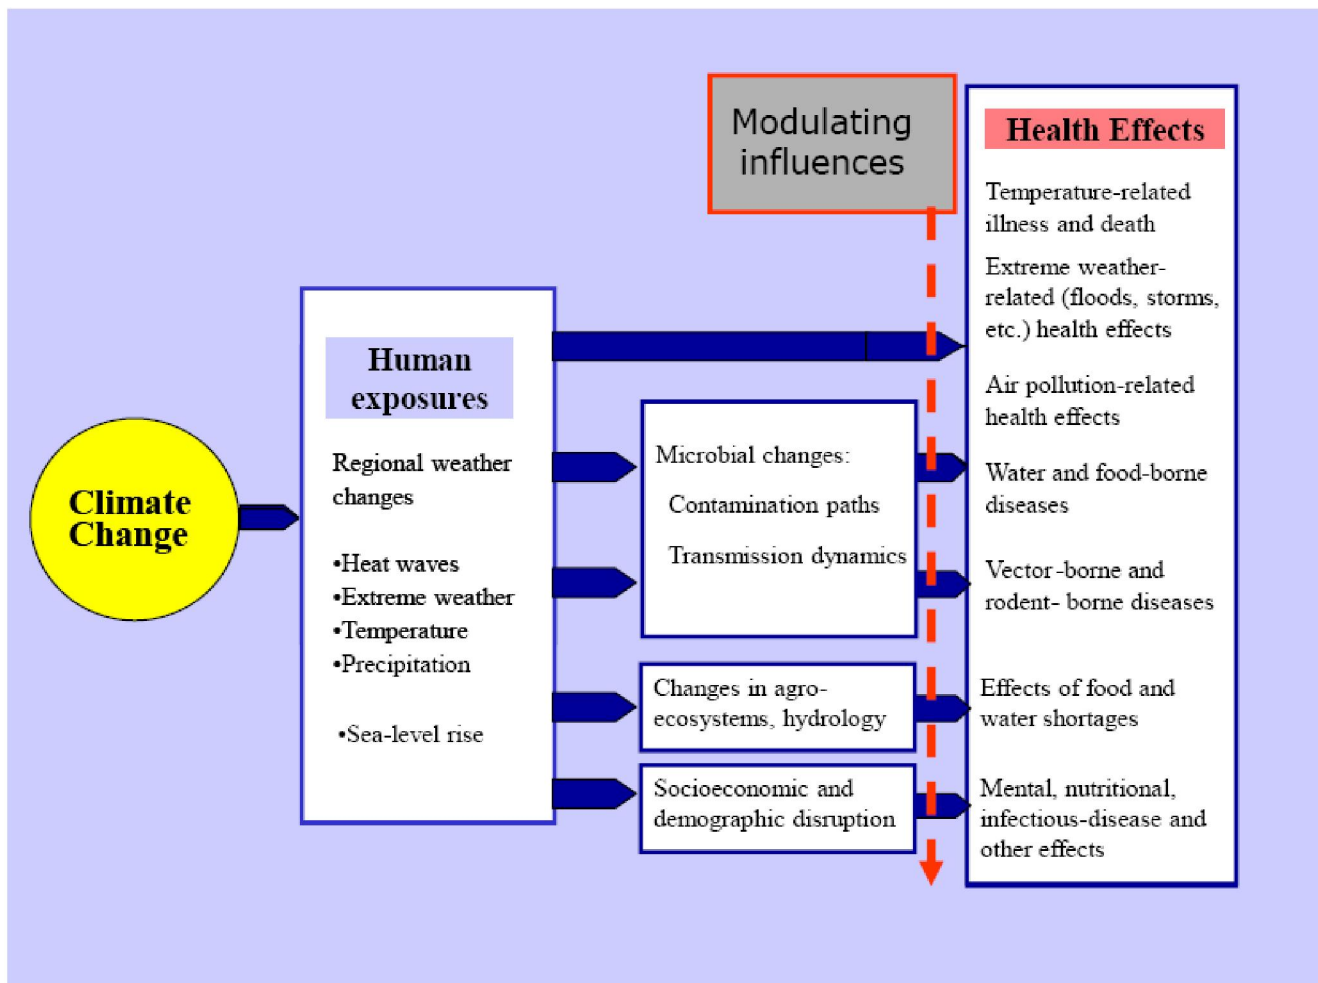 Modulating
influences
Health Effects
Temperature-related
illness and death
Extreme weather-
related (floods, storms,
etc.) health effects
Air pollution-related
health effects
Water and food-borne
diseases
Vector-borne and
rodent- borne diseases
Effects of food and
water shortages
Mental, nutritional,
infectious-disease and
other effects
Human
exposures
Regional weather
changes
•Heat waves
•Extreme weather
•Temperature
•Precipitation
•Sea-level rise
Microbial changes:
Contamination paths
Transmission dynamics
Changes in agro-
ecosystems, hydrology
Socioeconomic and
demographic disruption
Climate
Change